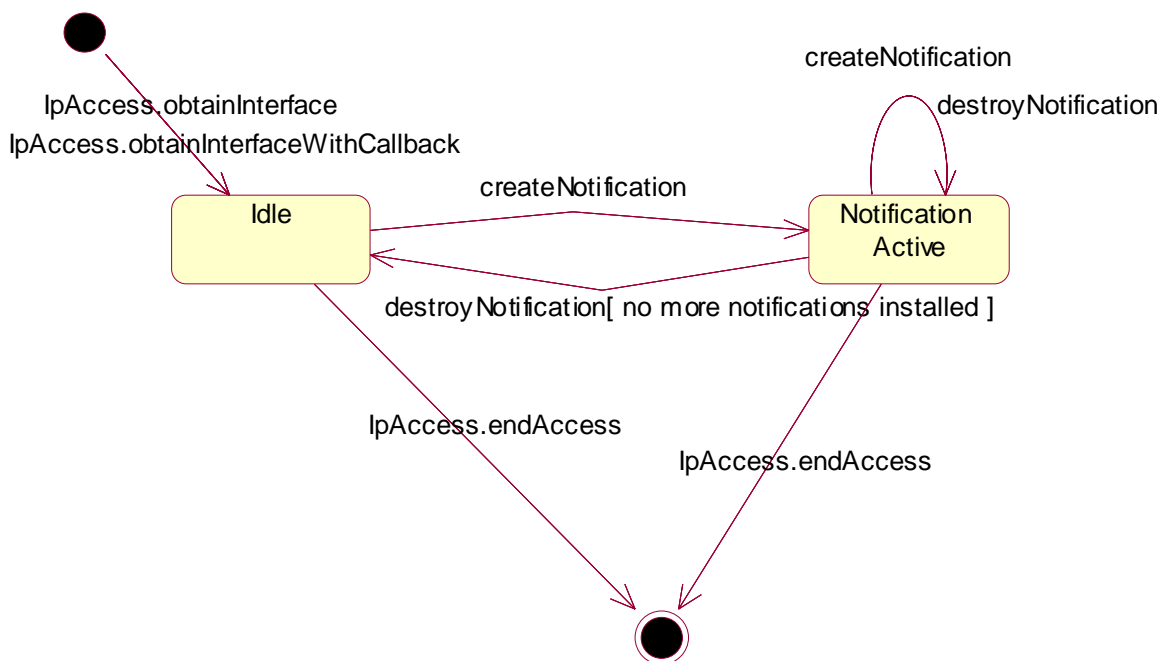 createNotification
destroyNotification
IpAccess.obtainInterface
IpAccess.obtainInterfaceWithCallback
createNotification
Idle
Notification
Active
destroyNotification[ no more notifications installed ]
IpAccess.endAccess
IpAccess.endAccess